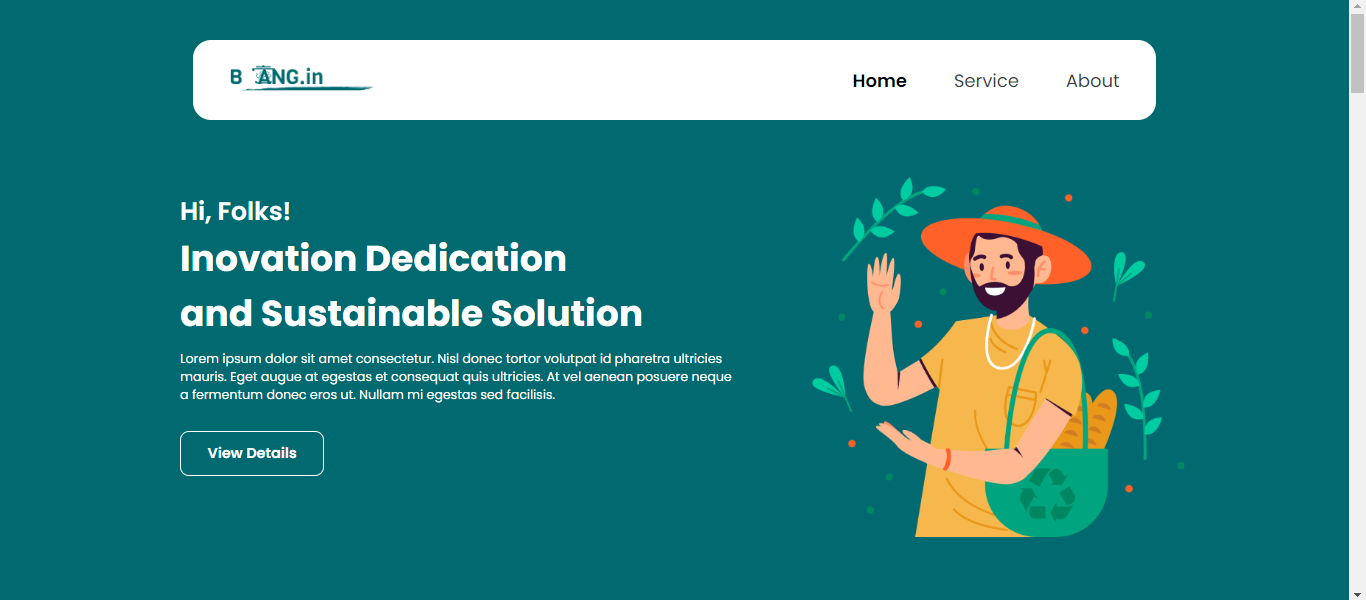 B ANG.in
Home
Service
About
Hi, Folks!
Inovation Dedication
and Sustainable Solution
Lorem ipsum dolor sit amet consectetur. Nisl donec tortor volutpat id pharetra ultricies
mauris. Eget augue at egestas et consequat quis ultricies. At vel aenean posuere neque
a fermentum donec eros ut. Nullam mi egestas sed facilisis.
View Details